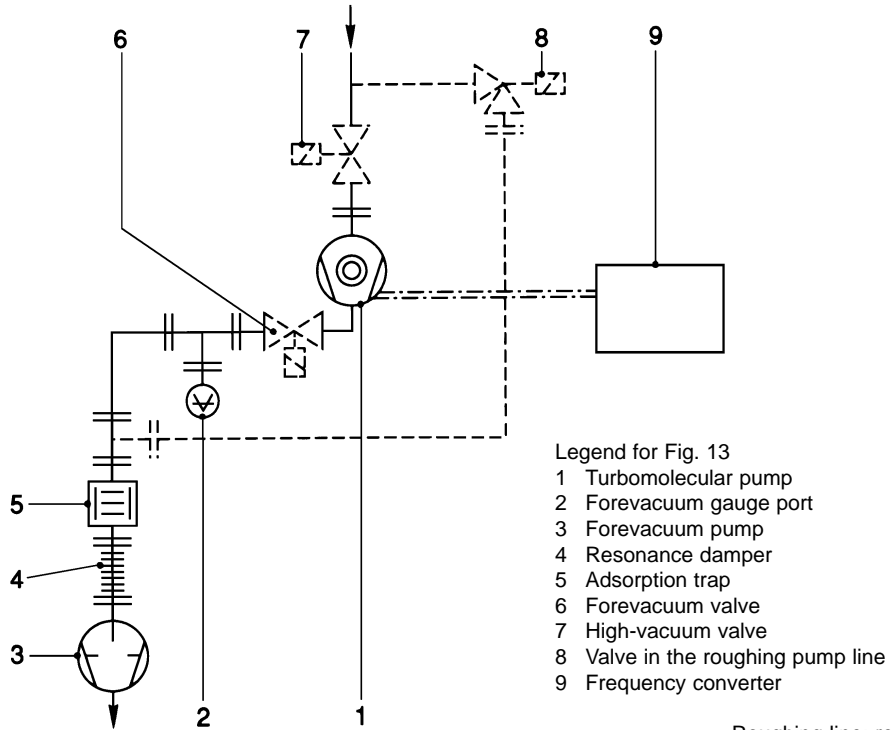 6
7
8
9
5
4
3
2
1
Legend for Fig. 13
1 Turbomolecular pump
2 Forevacuum gauge port
3 Forevacuum pump
4 Resonance damper
5 Adsorption trap
6 Forevacuum valve
7 High-vacuum valve
8 Valve in the roughing pump line
9 Frequency converter